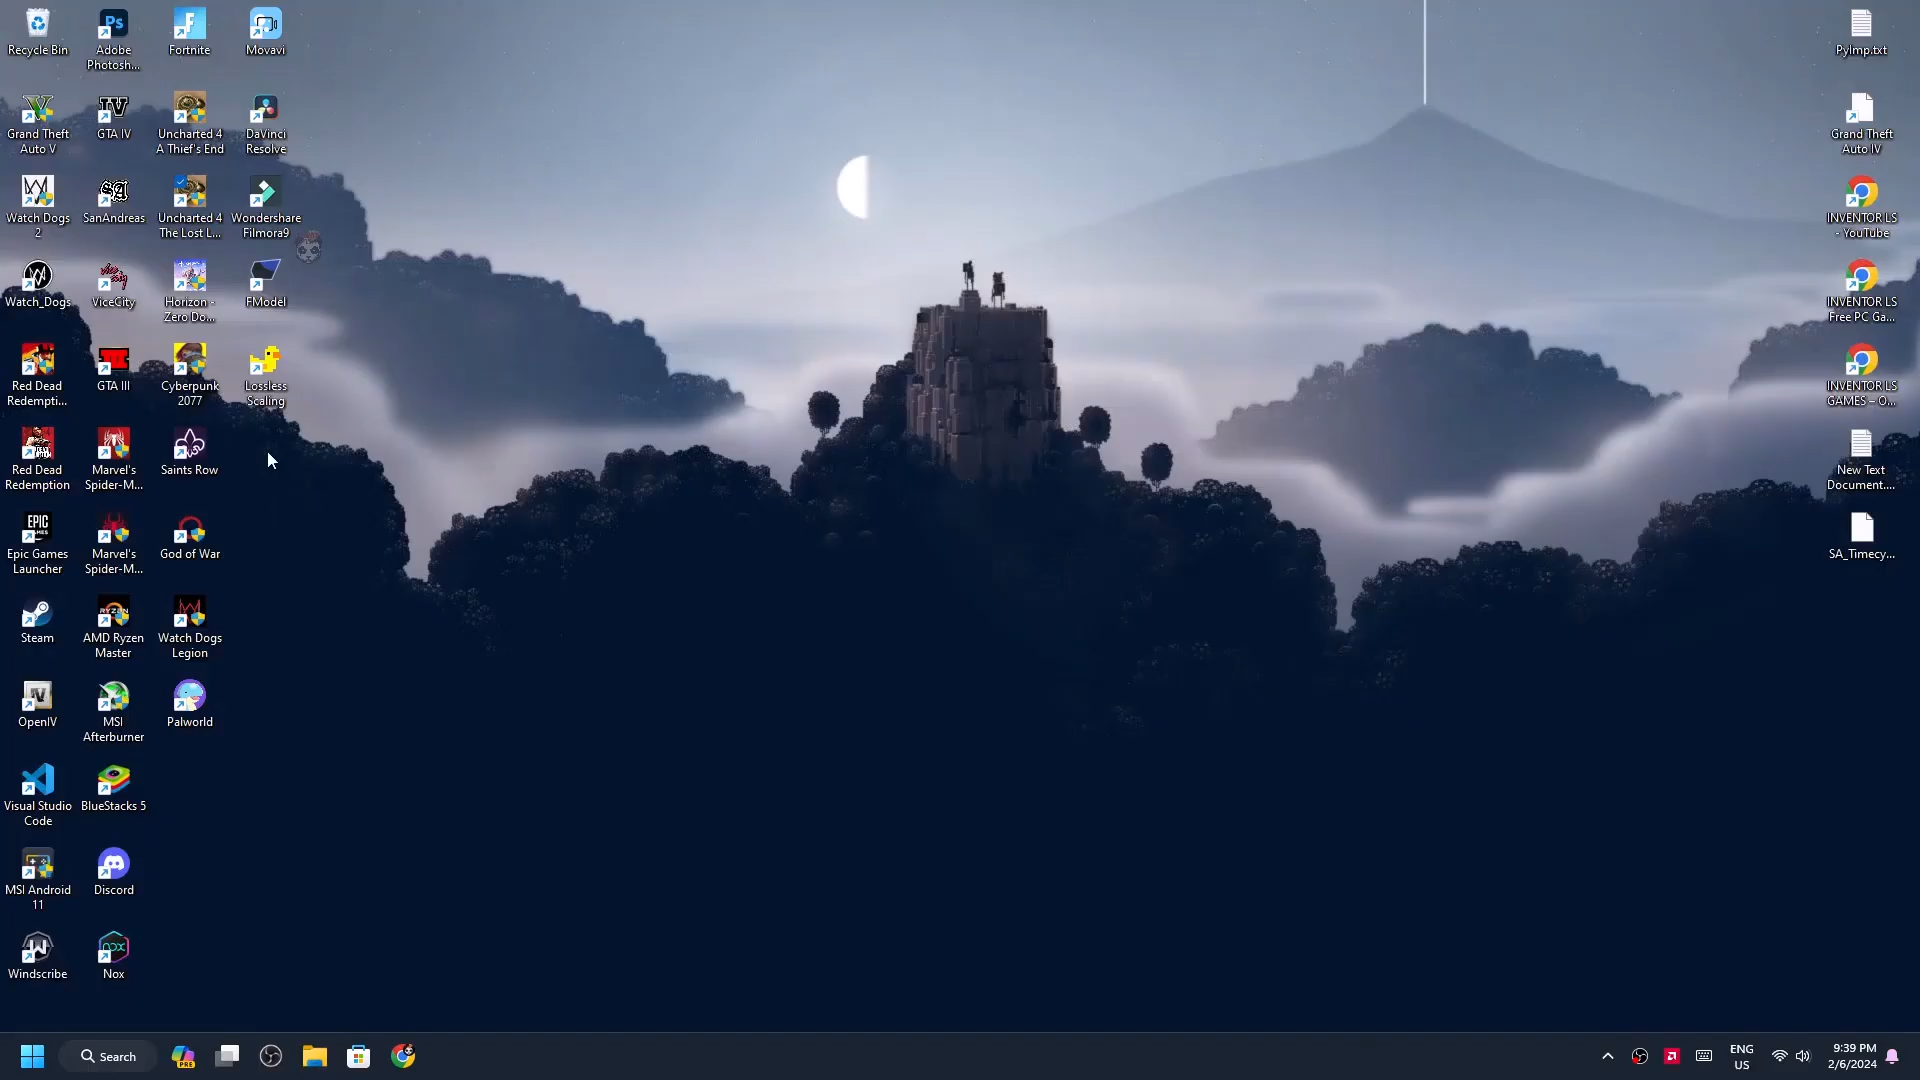 Recycle Bin
Adobe
Photosh...
Fortnite
Movavi
Grand Theft
Auto V
GTA IV
Uncharted 4
A Thief's End
DaVinci
Resolve
Watch Dogs
2
SanAndreas
Uncharted 4
The Lost L...
Wondershare
Filmora9
Watch_Dogs
ViceCity
Horizon -
Zero Do...
FModel
Red Dead
Redempti...
GTA III
Cyberpunk
2077
Lossless
Scaling
Red Dead
Redemption
Marvel's
Spider-M...
Saints Row
Epic Games
Launcher
Marvel's
Spider-M...
God of War
Steam
AMD Ryzen
Master
Watch Dogs
Legion
OpenIV
MSI
Afterburner
Palworld
Visual Studio
Code
BlueStacks 5
MSI Android
11
Discord
Windscribe
Nox
PyImp.txt
Grand Theft
Auto IV
INVENTOR LS
- YouTube
INVENTOR LS
Free PC Ga...
INVENTOR LS
GAMES – O...
New Text
Document....
SA_Timecy...
Search
ENG
US
9:39 PM
2/6/2024